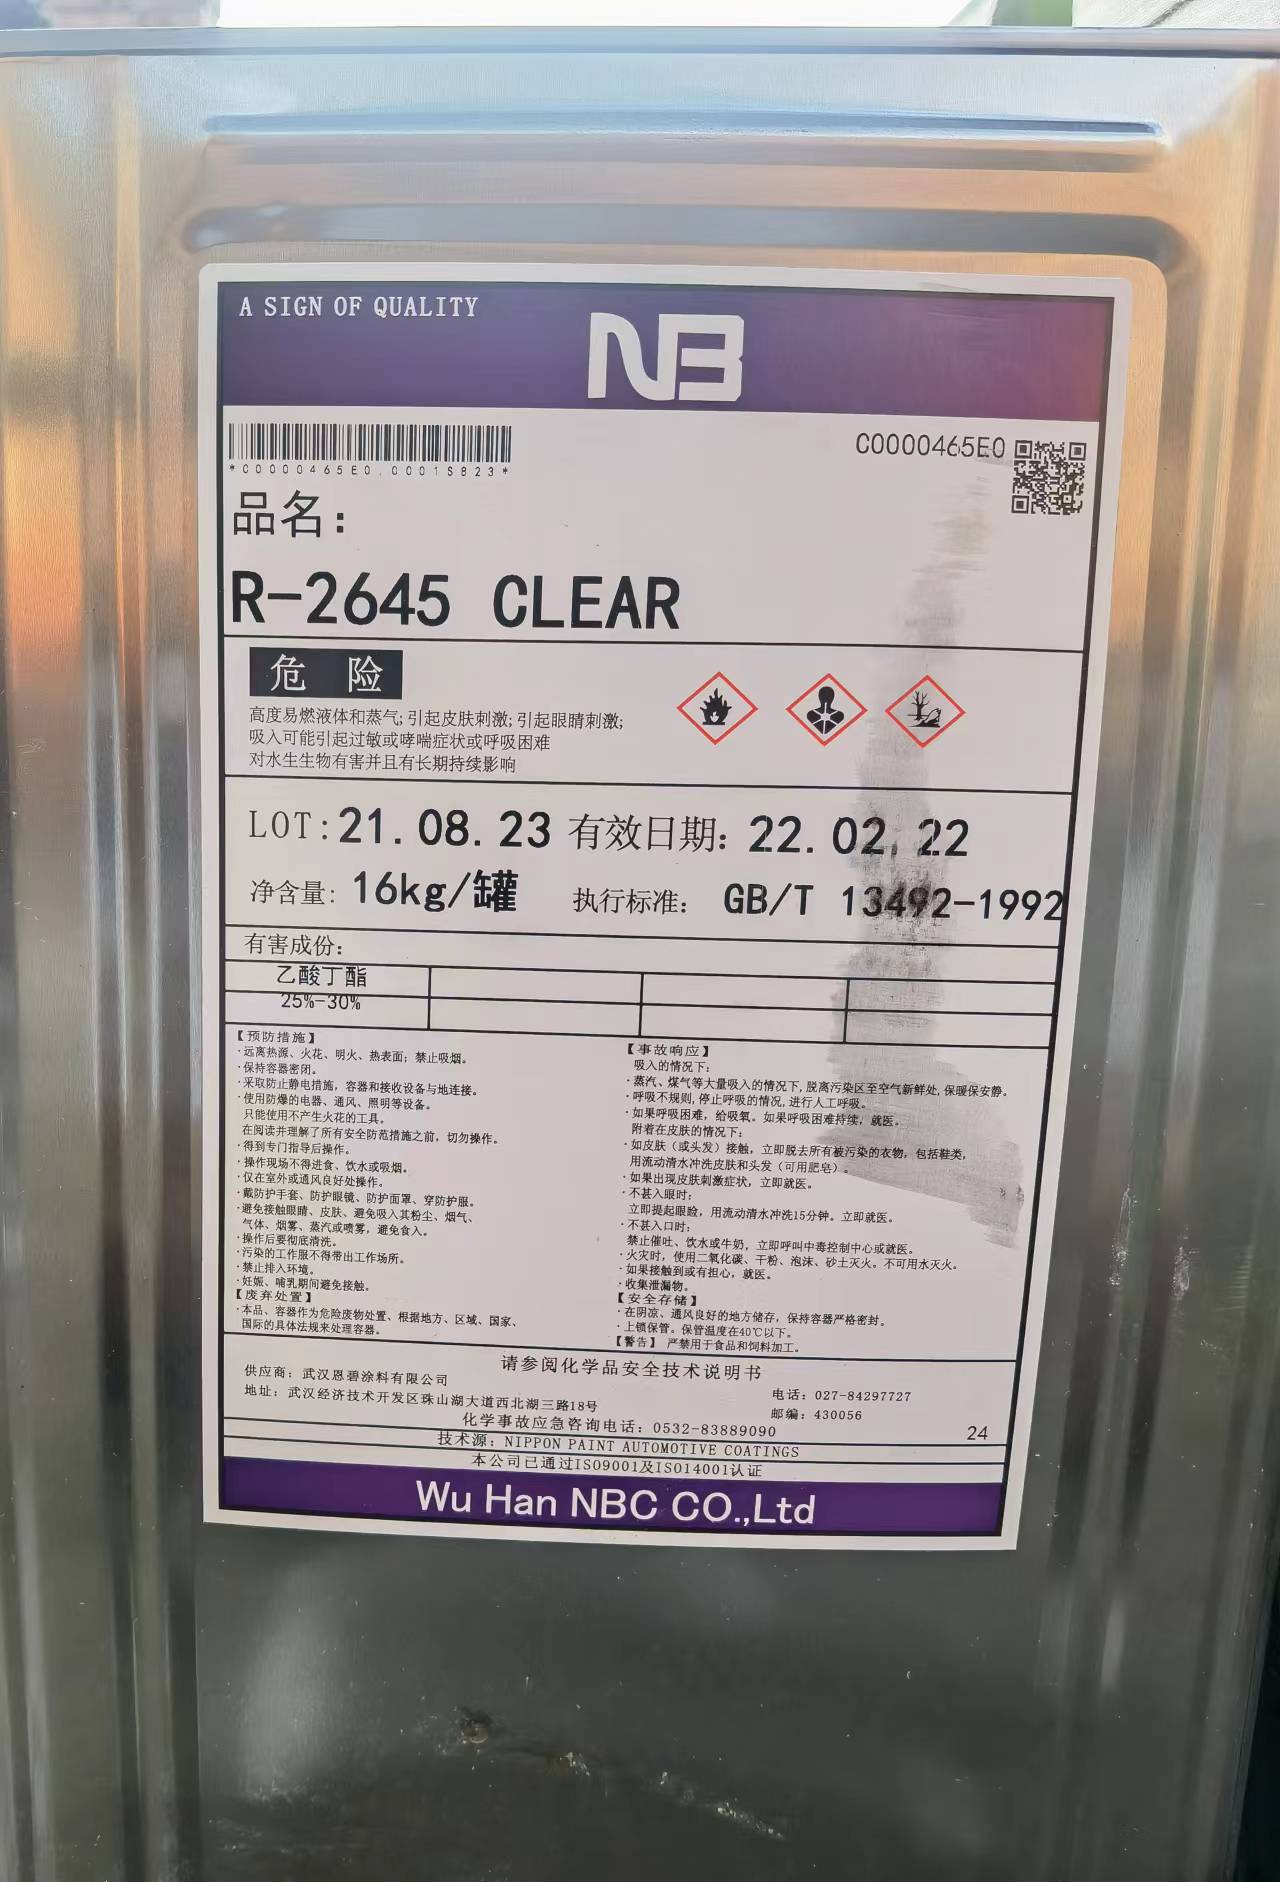 A SIGN OF QUALITY
NB
*C0000465E0.0001S823*
C0000465E0
品名：
R-2645 CLEAR
危 险
高度易燃液体和蒸气; 引起皮肤刺激; 引起眼睛刺激;
吸入可能引起过敏或哮喘症状或呼吸困难
对水生生物有害并且有长期持续影响
LOT: 21.08.23 有效日期: 22.02.22
净含量: 16kg/罐 执行标准: GB/T 13492-1992
有害成份:
乙酸丁酯
25%-30%
【预防措施】
·远离热源、火花、明火、热表面；禁止吸烟。
·保持容器密闭。
·采取防止静电措施，容器和接收设备与地连接。
·使用防爆的电器、通风、照明等设备。
只能使用不产生火花的工具。
在阅读并理解了所有安全防范措施之前，切勿操作。
·得到专门指导后操作。
·操作现场不得进食、饮水或吸烟。
·仅在室外或通风良好处操作。
·戴防护手套、防护眼镜、防护面罩、穿防护服。
·避免接触眼睛、皮肤、避免吸入其粉尘、烟气、
气体、烟雾、蒸汽或喷雾，避免食入。
·操作后要彻底清洗。
·污染的工作服不得带出工作场所。
·禁止排入环境。
·妊娠、哺乳期间避免接触。
【废弃处置】
·本品、容器作为危险废物处置、根据地方、区域、国家、
国际的具体法规来处理容器。
【事故响应】
吸入的情况下：
·蒸汽、煤气等大量吸入的情况下, 脱离污染区至空气新鲜处, 保暖保安静。
·呼吸不规则, 停止呼吸的情况, 进行人工呼吸。
·如果呼吸困难，给吸氧。如果呼吸困难持续，就医。
附着在皮肤的情况下：
·如皮肤（或头发）接触，立即脱去所有被污染的衣物，包括鞋类，
用流动清水冲洗皮肤和头发（可用肥皂）。
·如果出现皮肤刺激症状，立即就医。
·不甚入眼时；
立即提起眼睑，用流动清水冲洗15分钟。立即就医。
·不甚入口时；
禁止催吐、饮水或牛奶，立即呼叫中毒控制中心或就医。
·火灾时，使用二氧化碳、干粉、泡沫、砂土灭火。不可用水灭火。
·如果接触到或有担心，就医。
·收集泄漏物。
【安全存储】
·在阴凉、通风良好的地方储存，保持容器严格密封。
·上锁保管。保管温度在40℃以下。
【警告】 严禁用于食品和饲料加工。
请参阅化学品安全技术说明书
供应商：武汉恩碧涂料有限公司
电话：027-84297727
地址：武汉经济技术开发区珠山湖大道西北湖三路18号
邮编：430056
化学事故应急咨询电话：0532-83889090
24
技术源：NIPPON PAINT AUTOMOTIVE COATINGS
本公司已通过ISO9001及ISO14001认证
Wu Han NBC CO.,Ltd